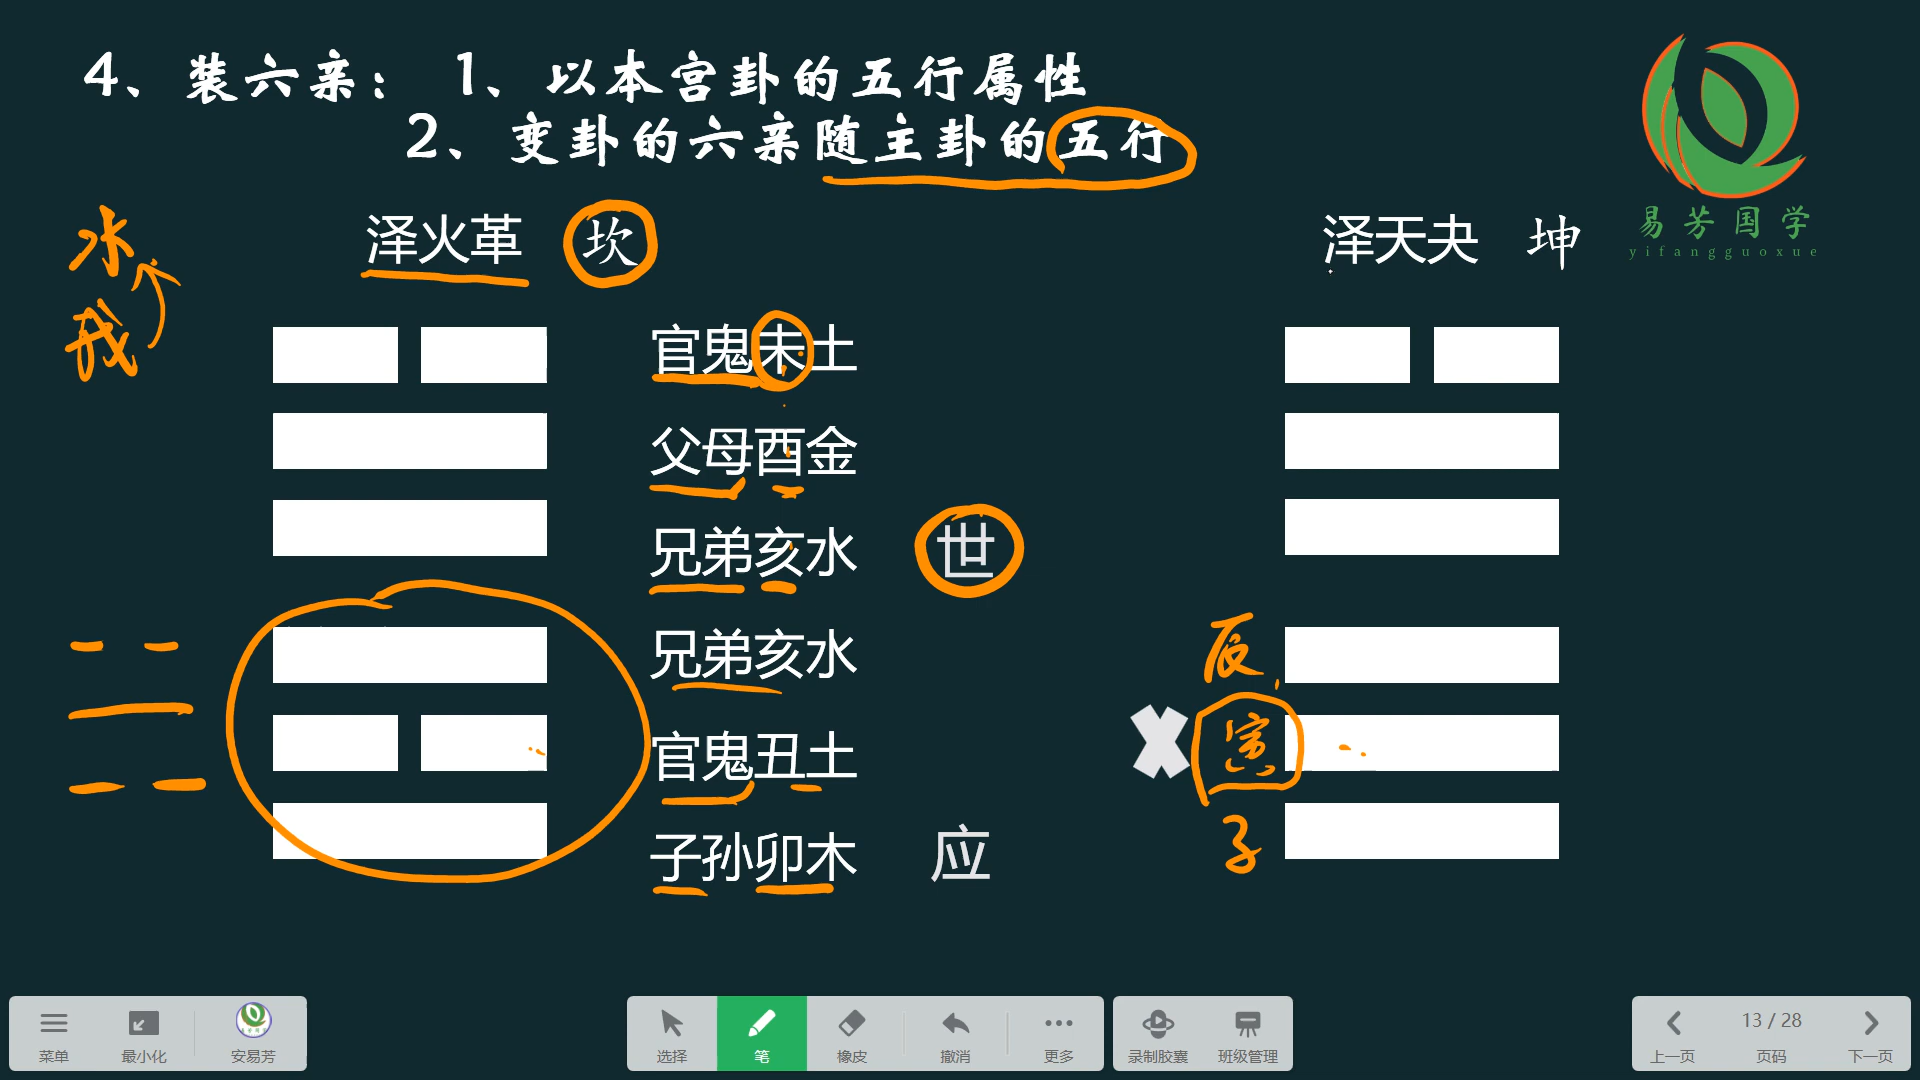 4、装六亲： 1、以本宫卦的五行属性
2、变卦的六亲随主卦的五行
易芳国学
yifangguoxue
水
我
泽火革 坎
泽天夬 坤
官鬼未土
父母酉金
兄弟亥水 世
兄弟亥水
官鬼丑土
子孙卯木 应
辰
寅
子
菜单 最小化 安易芳
选择 笔 橡皮 撤消 更多
录制胶囊 班级管理
13 / 28
上一页 页码 下一页